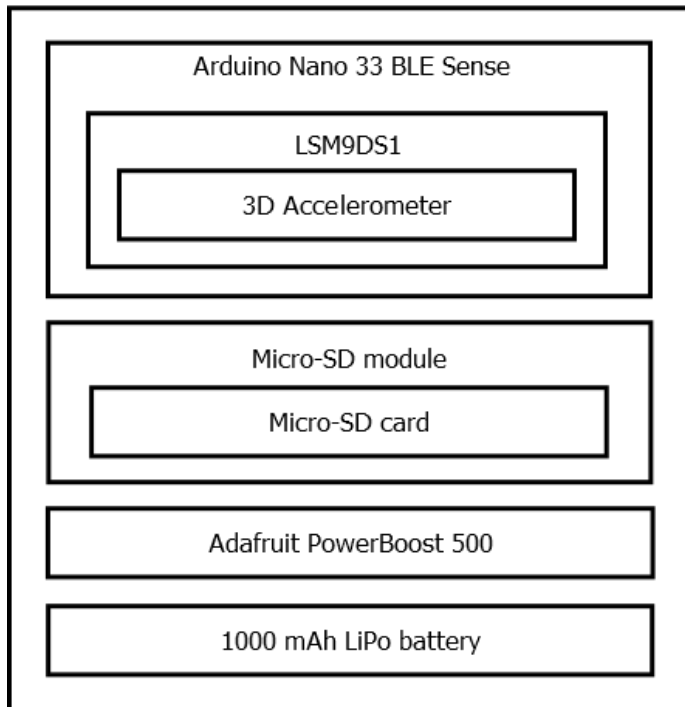 Arduino Nano 33 BLE Sense
LSM9DS1
3D Accelerometer
Micro-SD module
Micro-SD card
Adafruit PowerBoost 500
1000 mAh LiPo battery